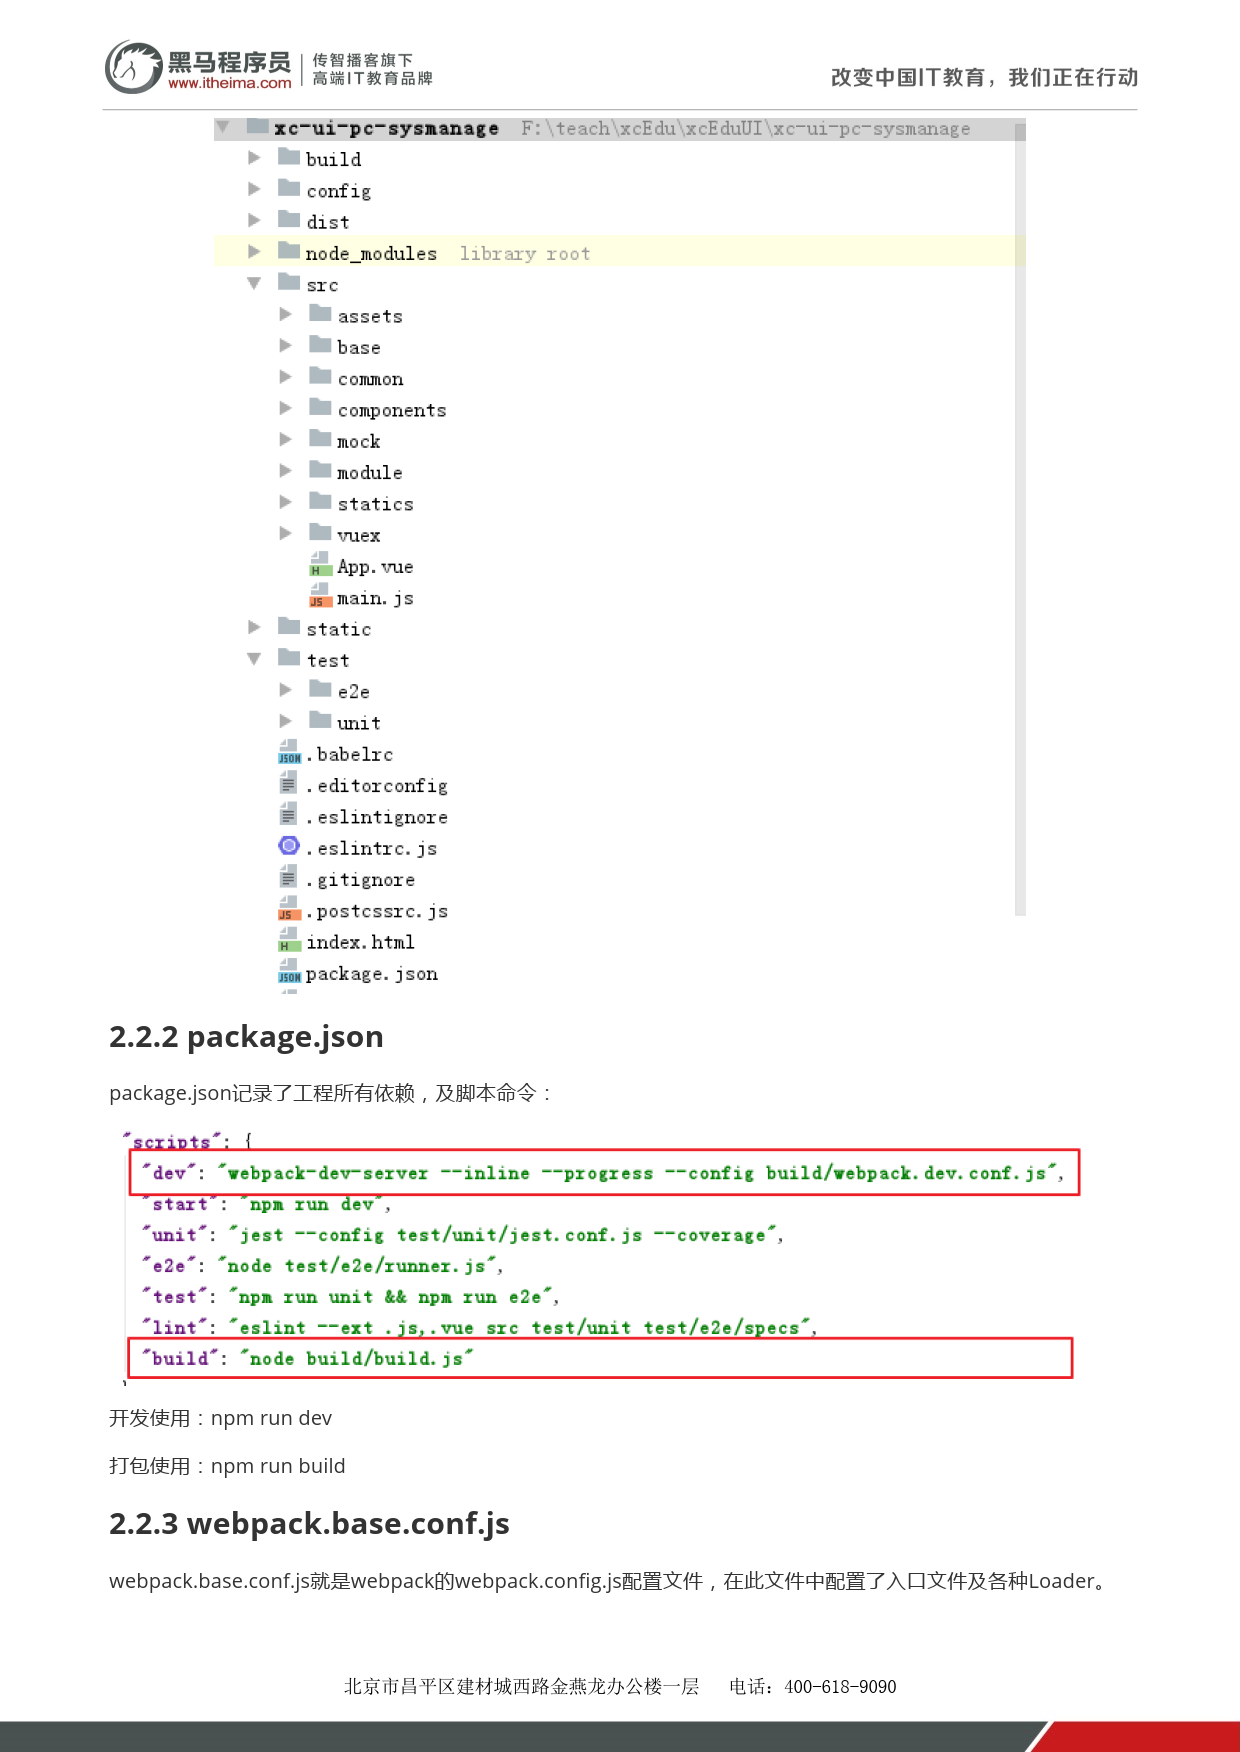 黑马程序员
www.itheima.com
传智播客旗下
高端IT教育品牌
改变中国IT教育，我们正在行动
xc-ui-pc-sysmanage F:\teach\xcEdu\xcEduUI\xc-ui-pc-sysmanage
build
config
dist
node_modules library root
src
assets
base
common
components
mock
module
statics
vuex
App.vue
main.js
static
test
e2e
unit
.babelrc
.editorconfig
.eslintignore
.eslintrc.js
.gitignore
.postcssrc.js
index.html
package.json
2.2.2 package.json
package.json记录了工程所有依赖，及脚本命令：
"scripts": {
"dev": "webpack-dev-server --inline --progress --config build/webpack.dev.conf.js",
"start": "npm run dev",
"unit": "jest --config test/unit/jest.conf.js --coverage",
"e2e": "node test/e2e/runner.js",
"test": "npm run unit && npm run e2e",
"lint": "eslint --ext .js,.vue src test/unit test/e2e/specs",
"build": "node build/build.js"
开发使用：npm run dev
打包使用：npm run build
2.2.3 webpack.base.conf.js
webpack.base.conf.js就是webpack的webpack.config.js配置文件，在此文件中配置了入口文件及各种Loader。
北京市昌平区建材城西路金燕龙办公楼一层 电话：400-618-9090